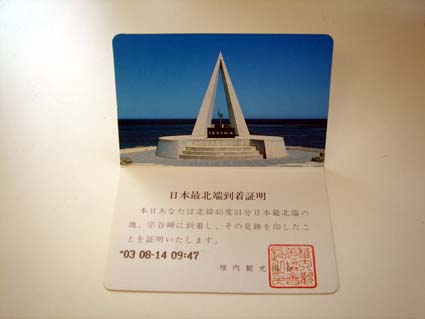 日本最北端到着証明
本日あなたは北緯45度31分日本最北端の
地、宗谷岬に到着し、その足跡を印したこ
とを証明いたします。
'03 08-14 09:47
稚内観光